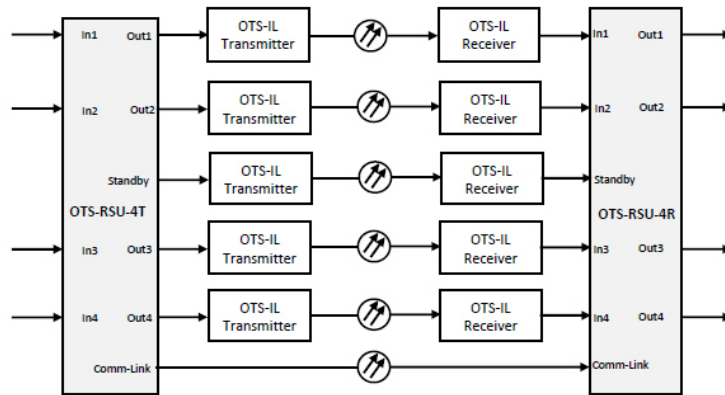 In1 Out1
OTS-IL
Transmitter
OTS-IL
Receiver
In1 Out1
In2 Out2
OTS-IL
Transmitter
OTS-IL
Receiver
In2 Out2
Standby
OTS-IL
Transmitter
OTS-IL
Receiver
Standby
OTS-RSU-4T
OTS-RSU-4R
In3 Out3
OTS-IL
Transmitter
OTS-IL
Receiver
In3 Out3
In4 Out4
OTS-IL
Transmitter
OTS-IL
Receiver
In4 Out4
Comm-Link
Comm-Link